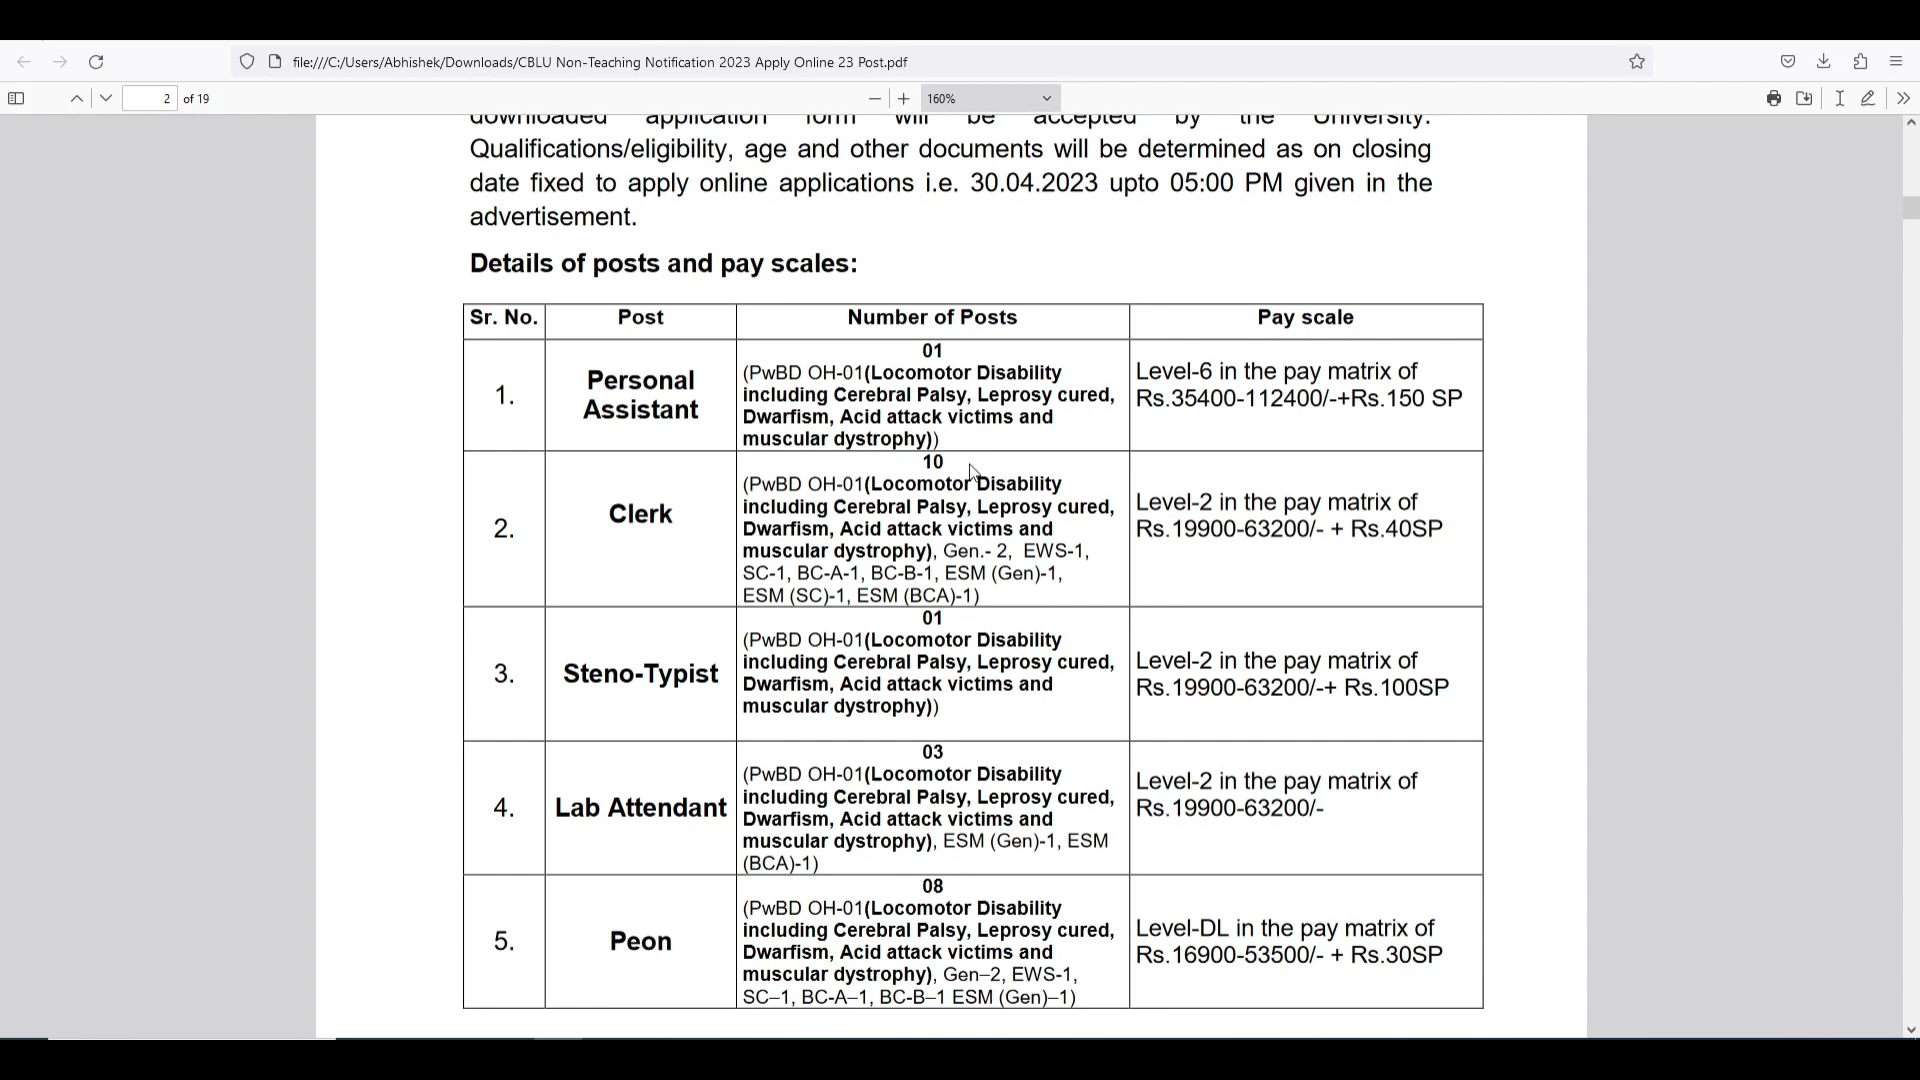 file:///C:/Users/Abhishek/Downloads/CBLU Non-Teaching Notification 2023 Apply Online 23 Post.pdf
2 of 19
160%
downloaded application form will be accepted by the University.
Qualifications/eligibility, age and other documents will be determined as on closing
date fixed to apply online applications i.e. 30.04.2023 upto 05:00 PM given in the
advertisement.
Details of posts and pay scales:
Sr. No. Post Number of Posts Pay scale
1.
Personal
Assistant
01
(PwBD OH-01(Locomotor Disability
including Cerebral Palsy, Leprosy cured,
Dwarfism, Acid attack victims and
muscular dystrophy))
Level-6 in the pay matrix of
Rs.35400-112400/-+Rs.150 SP
2.
Clerk
10
(PwBD OH-01(Locomotor Disability
including Cerebral Palsy, Leprosy cured,
Dwarfism, Acid attack victims and
muscular dystrophy), Gen.- 2, EWS-1,
SC-1, BC-A-1, BC-B-1, ESM (Gen)-1,
ESM (SC)-1, ESM (BCA)-1)
Level-2 in the pay matrix of
Rs.19900-63200/- + Rs.40SP
3.
Steno-Typist
01
(PwBD OH-01(Locomotor Disability
including Cerebral Palsy, Leprosy cured,
Dwarfism, Acid attack victims and
muscular dystrophy))
Level-2 in the pay matrix of
Rs.19900-63200/-+ Rs.100SP
4.
Lab Attendant
03
(PwBD OH-01(Locomotor Disability
including Cerebral Palsy, Leprosy cured,
Dwarfism, Acid attack victims and
muscular dystrophy), ESM (Gen)-1, ESM
(BCA)-1)
Level-2 in the pay matrix of
Rs.19900-63200/-
5.
Peon
08
(PwBD OH-01(Locomotor Disability
including Cerebral Palsy, Leprosy cured,
Dwarfism, Acid attack victims and
muscular dystrophy), Gen–2, EWS-1,
SC–1, BC-A–1, BC-B–1 ESM (Gen)–1)
Level-DL in the pay matrix of
Rs.16900-53500/- + Rs.30SP